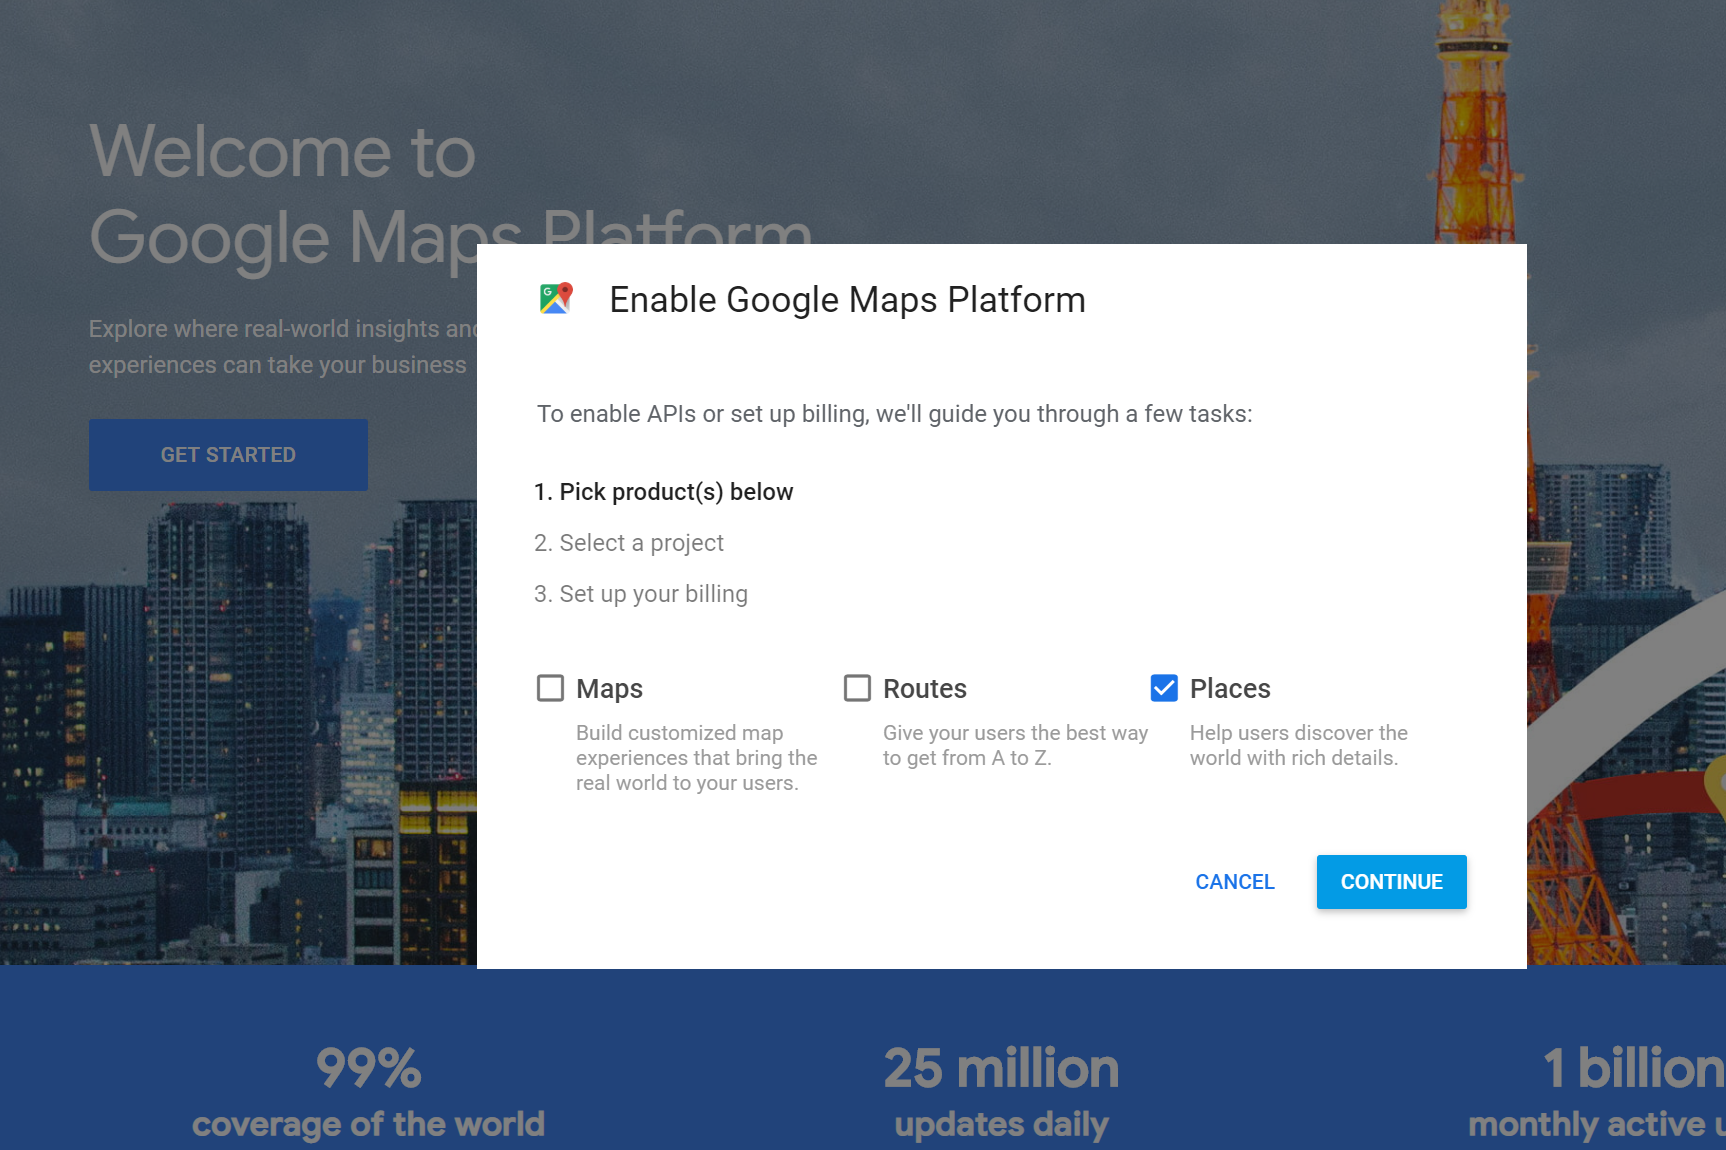 Welcome to
Google Maps Platform
Explore where real-world insights and
experiences can take your business
GET STARTED
G
Enable Google Maps Platform
To enable APIs or set up billing, we'll guide you through a few tasks:
1. Pick product(s) below
2. Select a project
3. Set up your billing
Maps
Build customized map
experiences that bring the
real world to your users.
Routes
Give your users the best way
to get from A to Z.
Places
Help users discover the
world with rich details.
CANCEL
CONTINUE
99%
coverage of the world
25 million
updates daily
1 billion
monthly active